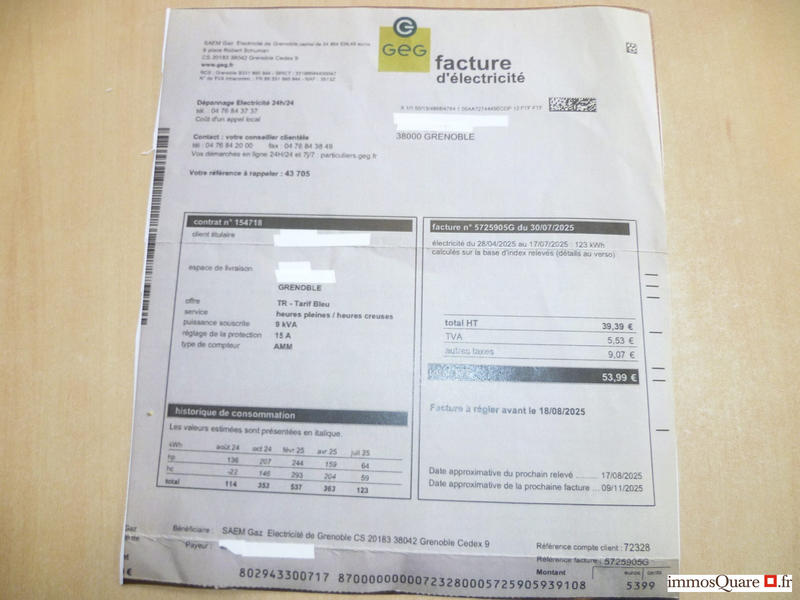 GEG
facture
d'électricité
SAEM Gaz Electricité de Grenoble
9 place Robert Schuman
CS 20183 38042 Grenoble Cedex 9
www.geg.fr
Dépannage Electricité 24h/24
tél. : 04 76 84 37 37
Coût d'un appel local
38000 GRENOBLE
Contact : votre conseiller clientèle
tél : 04 76 84 20 00 fax : 04 76 84 38 49
Vos démarches en ligne 24H/24 et 7j/7 : particuliers.geg.fr
Votre référence à rappeler : 43 705
contrat n° 154718
client titulaire
espace de livraison
GRENOBLE
offre TR - Tarif Bleu
service heures pleines / heures creuses
puissance souscrite 9 kVA
réglage de la protection 15 A
type de compteur AMM
historique de consommation
Les valeurs estimées sont présentées en italique.
kWh août 24 oct 24 févr 25 avr 25 juil 25
hp 136 207 244 159 64
hc -22 146 293 204 59
total 114 353 537 363 123
facture n° 5725905G du 30/07/2025
électricité du 28/04/2025 au 17/07/2025 : 123 kWh
calculés sur la base d'index relevés (détails au verso)
total HT 39,39 €
TVA 5,53 €
autres taxes 9,07 €
53,99 €
Facture à régler avant le 18/08/2025
Date approximative du prochain relevé ........ 17/08/2025
Date approximative de la prochaine facture ... 09/11/2025
Bénéficiaire : SAEM Gaz Electricité de Grenoble CS 20183 38042 Grenoble Cedex 9
Payeur :
Référence compte client : 72328
Référence facture : 5725905G
Montant euros cents
5399
802943300717 870000000007232800005725905939108
immosQuare.fr